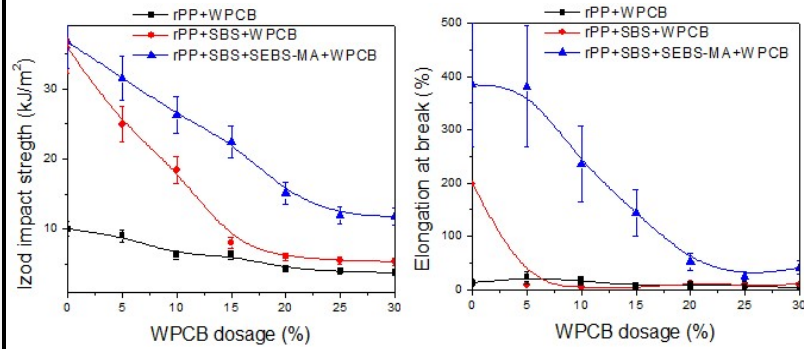 rPP+WPCB
rPP+SBS+WPCB
rPP+SBS+SEBS-MA+WPCB
Izod impact stregth (kJ/m²)
30
20
10
0
0 5 10 15 20 25 30
WPCB dosage (%)
rPP+WPCB
rPP+SBS+WPCB
rPP+SBS+SEBS-MA+WPCB
Elongation at break (%)
500
400
300
200
100
0
0 5 10 15 20 25 30
WPCB dosage (%)